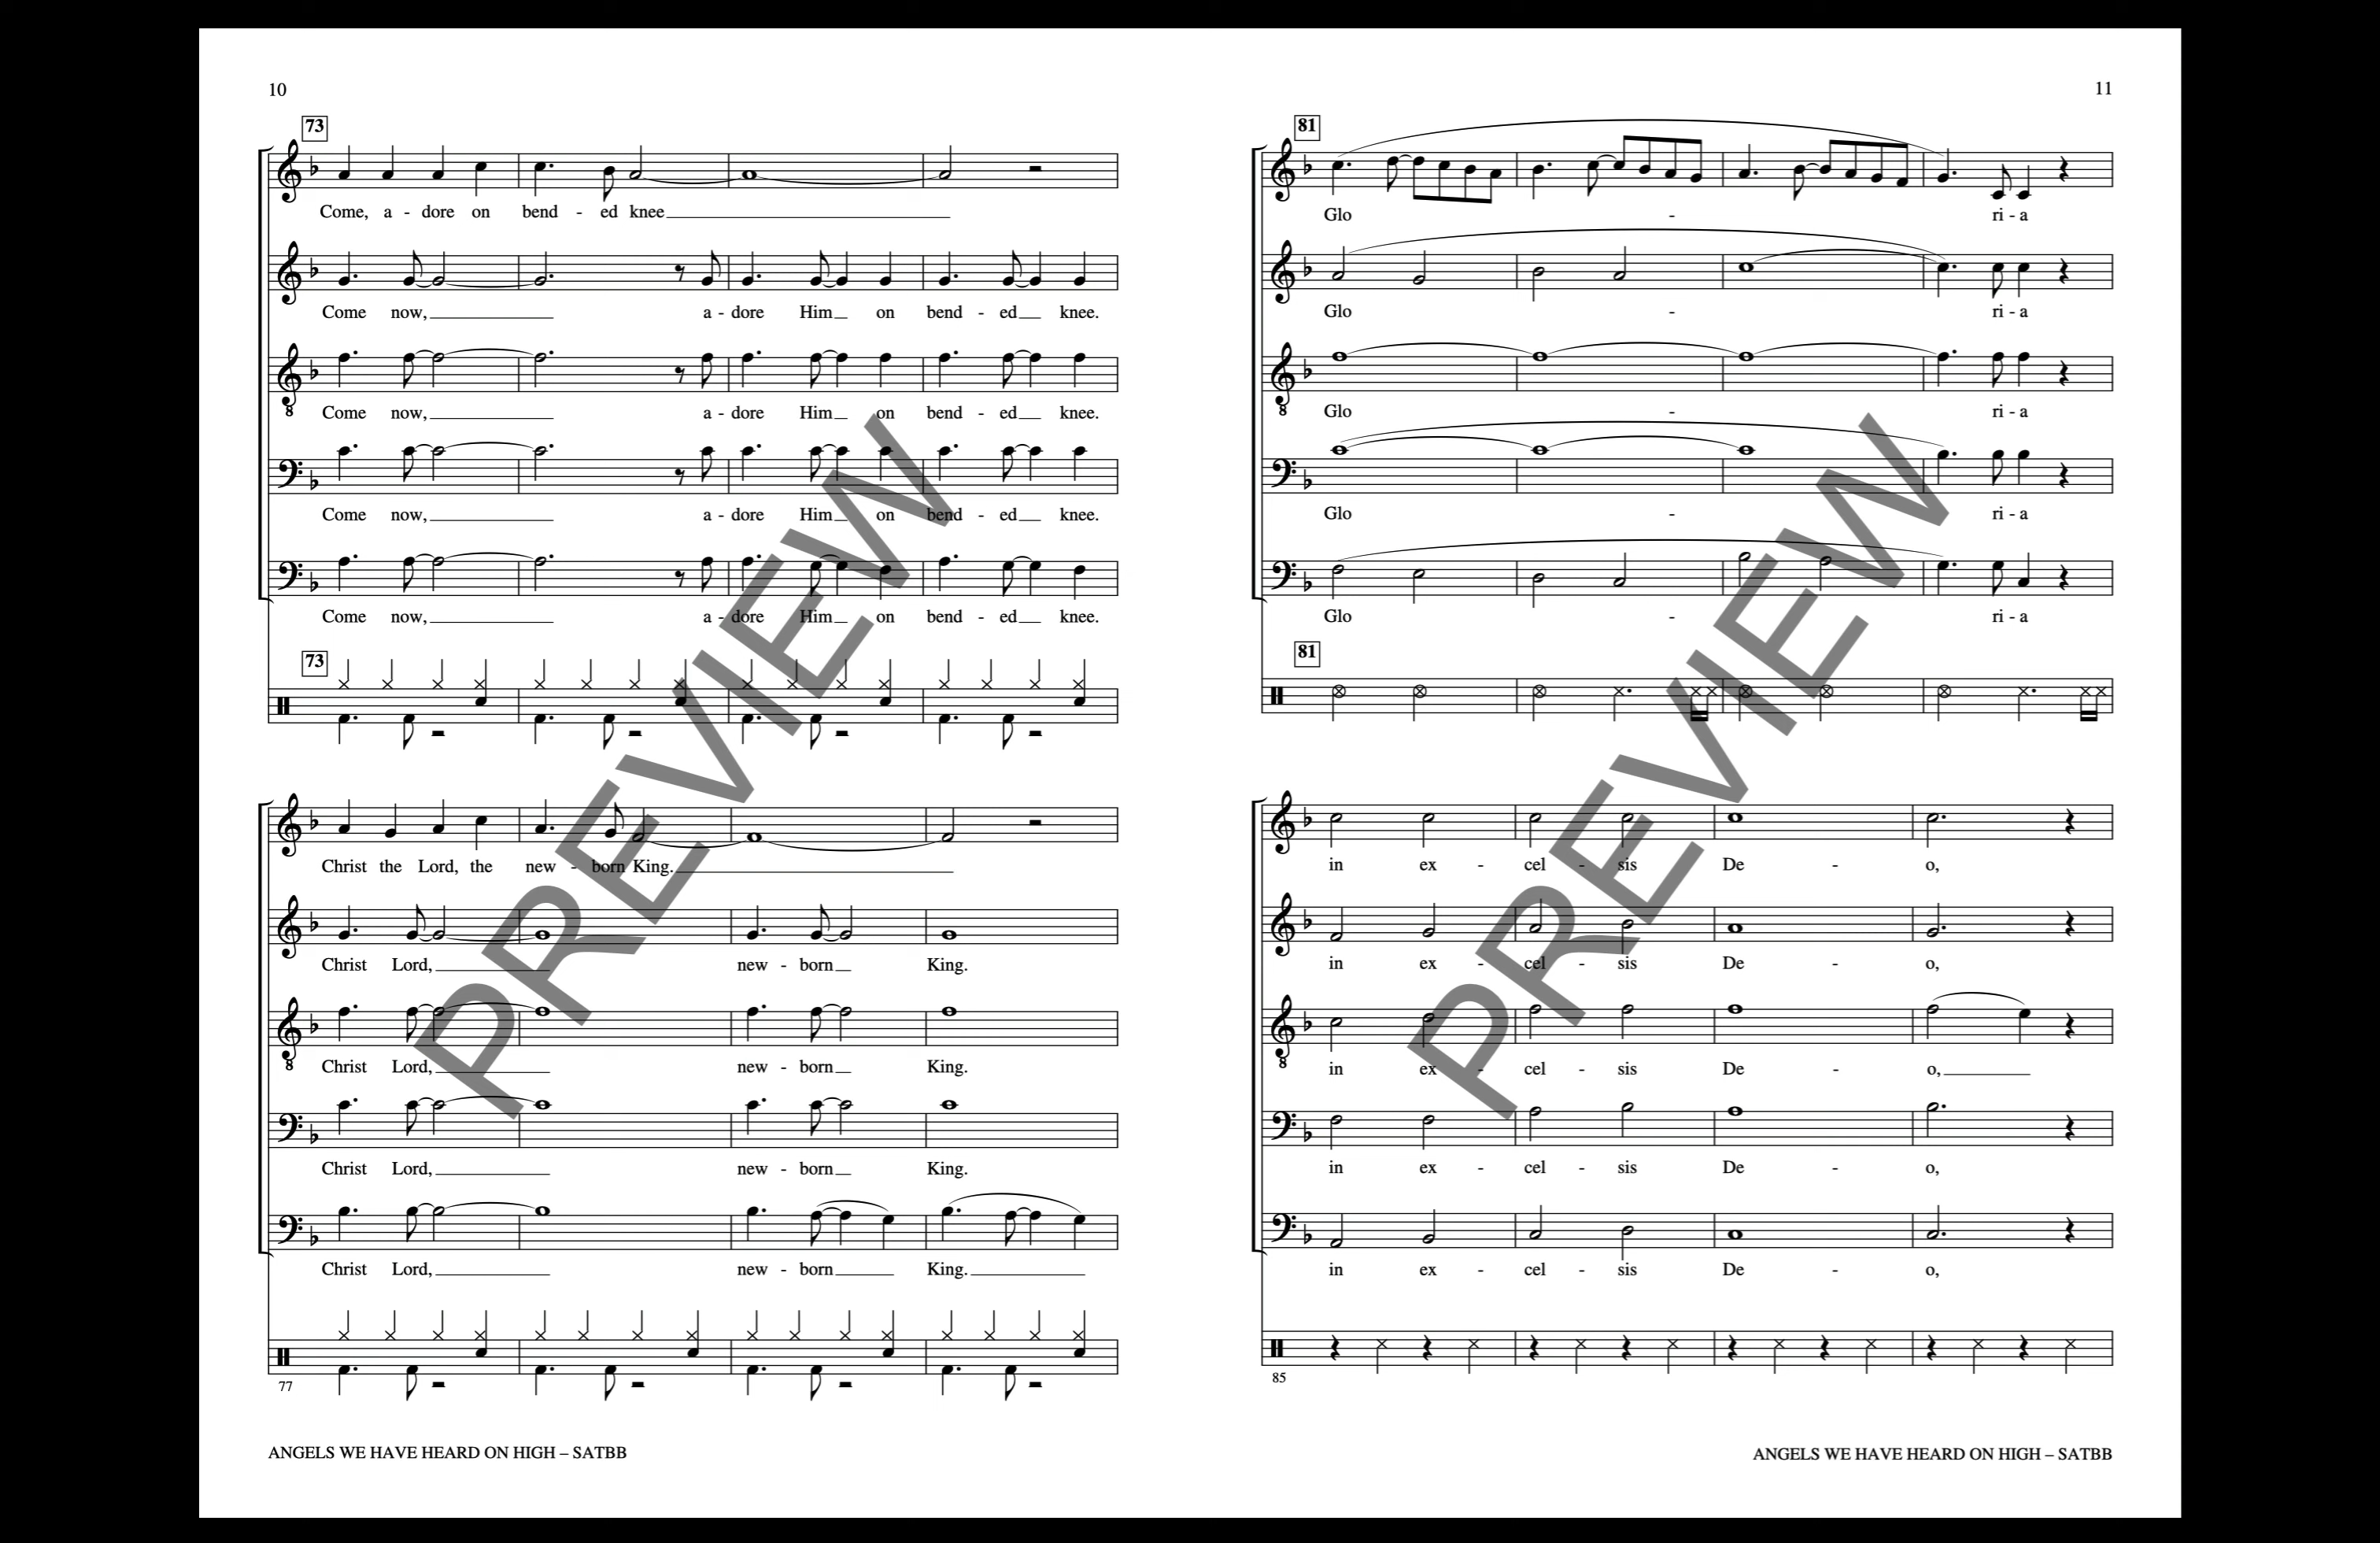 10
73
Come, a - dore on bend - ed knee
Come now, a - dore Him on bend - ed knee.
8 Come now, a - dore Him on bend - ed knee.
Come now, a - dore Him on bend - ed knee.
Come now, a - dore Him on bend - ed knee.
73
Christ the Lord, the new - born King.
Christ Lord, new - born King.
8 Christ Lord, new - born King.
Christ Lord, new - born King.
Christ Lord, new - born King.
77
ANGELS WE HAVE HEARD ON HIGH – SATBB
PREVIEW
11
81
Glo - ri - a
Glo - ri - a
8 Glo - ri - a
Glo - ri - a
Glo - ri - a
81
in ex - cel - sis De - o,
in ex - cel - sis De - o,
8 in ex - cel - sis De - o,
in ex - cel - sis De - o,
in ex - cel - sis De - o,
85
ANGELS WE HAVE HEARD ON HIGH – SATBB
PREVIEW